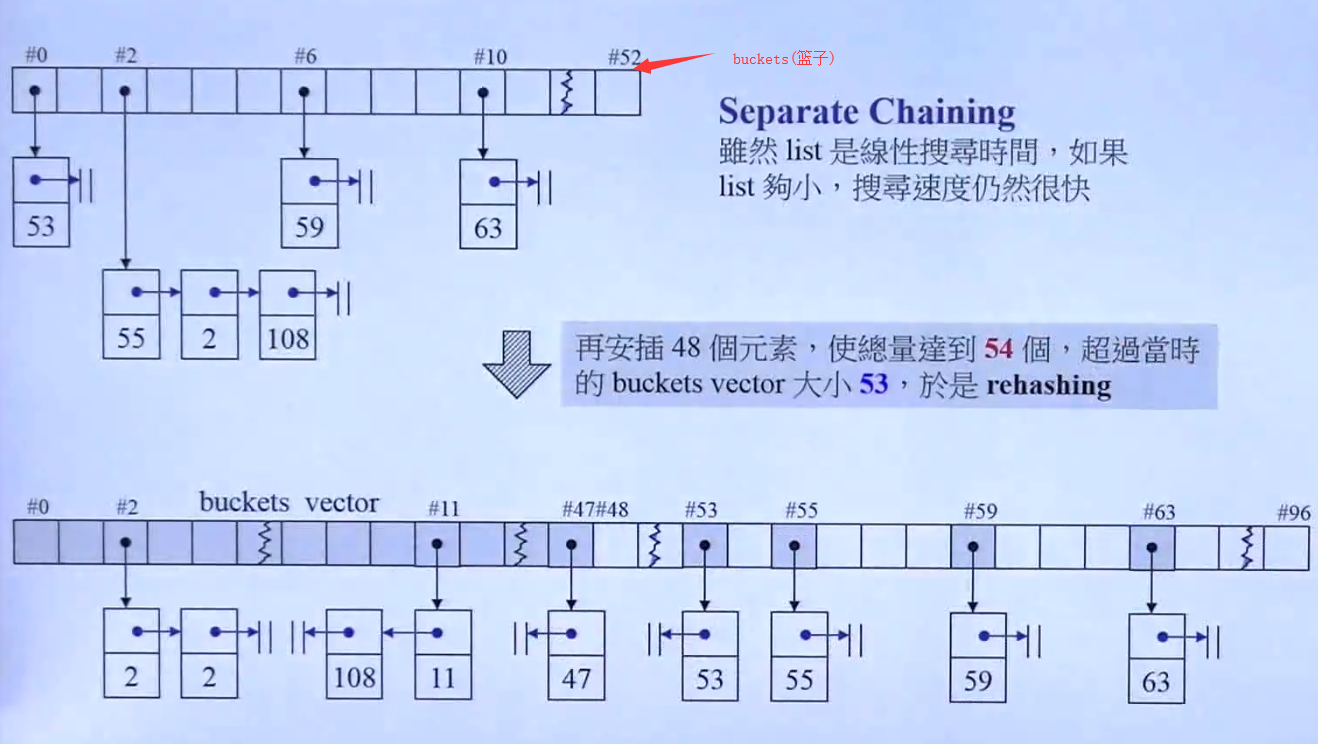 #0 #2 #6 #10 #52
buckets(篮子)
Separate Chaining
雖然 list 是線性搜尋時間，如果
list 夠小，搜尋速度仍然很快
53 59 63
55 2 108
再安插 48 個元素，使總量達到 54 個，超過當時
的 buckets vector 大小 53，於是 rehashing
buckets vector
#0 #2 #11 #47#48 #53 #55 #59 #63 #96
2 2 108 11 47 53 55 59 63